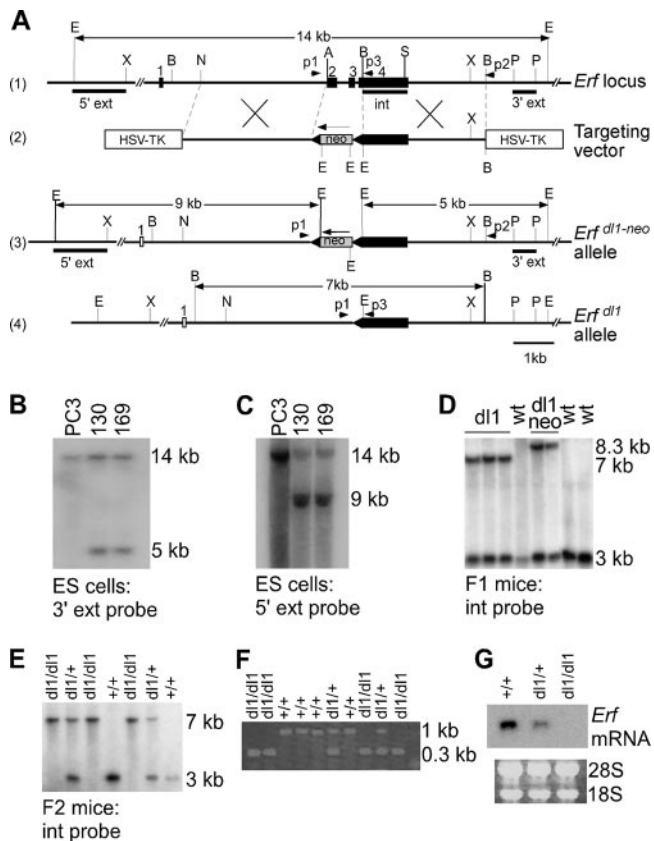 A
E
14 kb
E
X
B
N
p1
A
B
p3
S
X
B
p2
P
P
1
2
3
4
(1)
5' ext
int
3' ext
Erf locus
(2)
HSV-TK
neo
X
HSV-TK
Targeting
vector
E
E
E
B
E
9 kb
E
E
5 kb
E
X
B
N
p1
X
B
p2
P
P
(3)
1
neo
Erf dl1-neo
allele
5' ext
E
3' ext
B
7kb
B
E
X
N
p1
E
p3
X
P
P
E
(4)
1
Erf dl1
allele
1kb
B
PC3
130
169
14 kb
5 kb
ES cells:
3' ext probe
C
PC3
130
169
14 kb
9 kb
ES cells:
5' ext probe
D
dl1
wt
dl1
neo
wt
wt
8.3 kb
7 kb
3 kb
F1 mice:
int probe
E
dl1/dl1
dl1/+
dl1/dl1
+/+
dl1/dl1
dl1/+
+/+
7 kb
3 kb
F2 mice:
int probe
F
dl1/dl1
dl1/dl1
+/+
+/+
+/+
dl1/+
+/+
dl1/dl1
dl1/+
dl1/dl1
1 kb
0.3 kb
G
+/+
dl1/+
dl1/dl1
Erf
mRNA
28S
18S